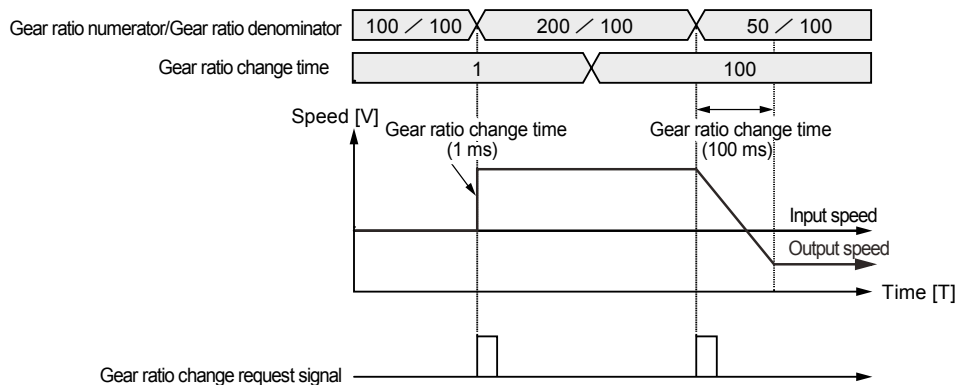 Gear ratio numerator/Gear ratio denominator
100 ／ 100
200 ／ 100
50 ／ 100
Gear ratio change time
1
100
Speed [V]
Gear ratio change time
(1 ms)
Gear ratio change time
(100 ms)
Input speed
Output speed
Time [T]
Gear ratio change request signal